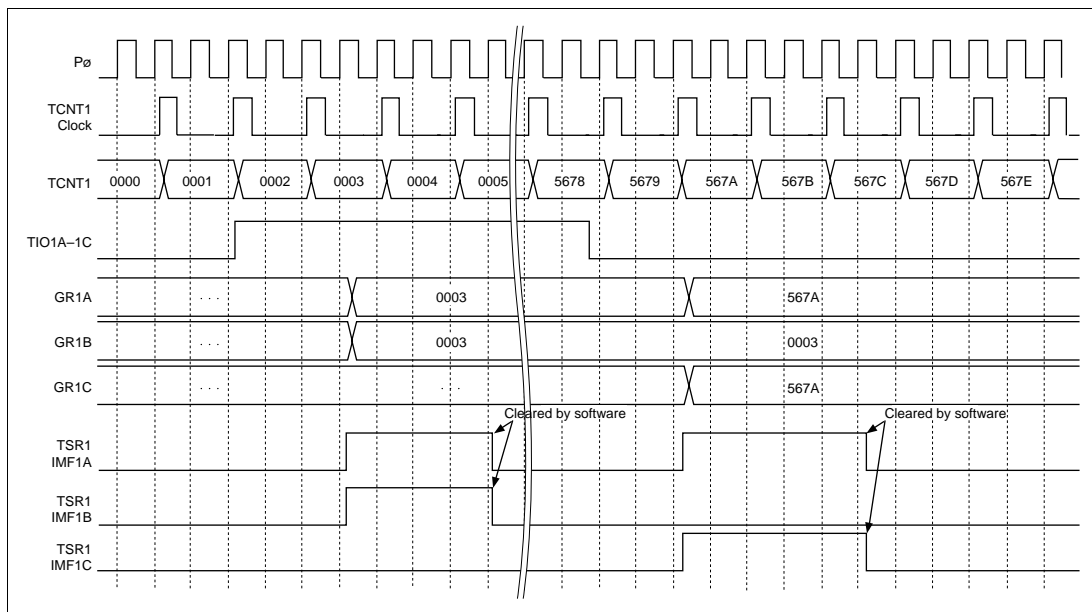 Pø
TCNT1
Clock
TCNT1 0000 0001 0002 0003 0004 0005 5678 5679 567A 567B 567C 567D 567E
TIO1A–1C
GR1A . . . 0003 567A
GR1B . . . 0003 0003
GR1C . . . . . . 567A
Cleared by software Cleared by software
TSR1
IMF1A
TSR1
IMF1B
TSR1
IMF1C